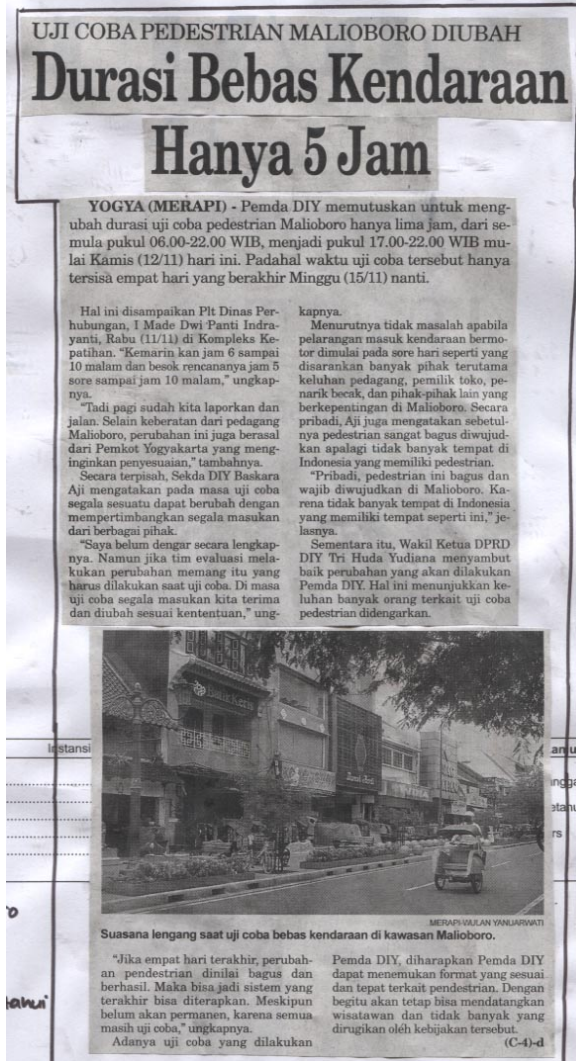 UJI COBA PEDESTRIAN MALIOBORO DIUBAH
Durasi Bebas Kendaraan
Hanya 5 Jam
YOGYA (MERAPI) - Pemda DIY memutuskan untuk meng-
ubah durasi uji coba pedestrian Malioboro hanya lima jam, dari se-
mula pukul 06.00-22.00 WIB, menjadi pukul 17.00-22.00 WIB mu-
lai Kamis (12/11) hari ini. Padahal waktu uji coba tersebut hanya
tersisa empat hari yang berakhir Minggu (15/11) nanti.
Hal ini disampaikan Plt Dinas Per-
hubungan, I Made Dwi Panti Indra-
yanti, Rabu (11/11) di Kompleks Ke-
patihan. “Kemarin kan jam 6 sampai
10 malam dan besok rencananya jam 5
sore sampai jam 10 malam,” ungkap-
nya.
“Tadi pagi sudah kita laporkan dan
jalan. Selain keberatan dari pedagang
Malioboro, perubahan ini juga berasal
dari Pemkot Yogyakarta yang meng-
inginkan penyesuaian,” tambahnya.
Secara terpisah, Sekda DIY Baskara
Aji mengatakan pada masa uji coba
segala sesuatu dapat berubah dengan
mempertimbangkan segala masukan
dari berbagai pihak.
“Saya belum dengar secara lengkap-
nya. Namun jika tim evaluasi mela-
kukan perubahan memang itu yang
harus dilakukan saat uji coba. Di masa
uji coba segala masukan kita terima
dan diubah sesuai kententuan,” ung-
kapnya.
Menurutnya tidak masalah apabila
pelarangan masuk kendaraan bermo-
tor dimulai pada sore hari seperti yang
disarankan banyak pihak terutama
keluhan pedagang, pemilik toko, pe-
narik becak, dan pihak-pihak lain yang
berkepentingan di Malioboro. Secara
pribadi, Aji juga mengatakan sebetul-
nya pedestrian sangat bagus diwujud-
kan apalagi tidak banyak tempat di
Indonesia yang memiliki pedestrian.
“Pribadi, pedestrian ini bagus dan
wajib diwujudkan di Malioboro. Ka-
rena tidak banyak tempat di Indonesia
yang memiliki tempat seperti ini,” je-
lasnya.
Sementara itu, Wakil Ketua DPRD
DIY Tri Huda Yudiana menyambut
baik perubahan yang akan dilakukan
Pemda DIY. Hal ini menunjukkan ke-
luhan banyak orang terkait uji coba
pedestrian didengarkan.
Instansi
Batik Keris
MERAPI-WULAN YANUARWATI
Suasana lengang saat uji coba bebas kendaraan di kawasan Malioboro.
“Jika empat hari terakhir, perubah-
an pendestrian dinilai bagus dan
berhasil. Maka bisa jadi sistem yang
terakhir bisa diterapkan. Meskipun
belum akan permanen, karena semua
masih uji coba,” ungkapnya.
Adanya uji coba yang dilakukan
Pemda DIY, diharapkan Pemda DIY
dapat menemukan format yang sesuai
dan tepat terkait pendestrian. Dengan
begitu akan tetap bisa mendatangkan
wisatawan dan tidak banyak yang
dirugikan oleh kebijakan tersebut.
(C-4)-d